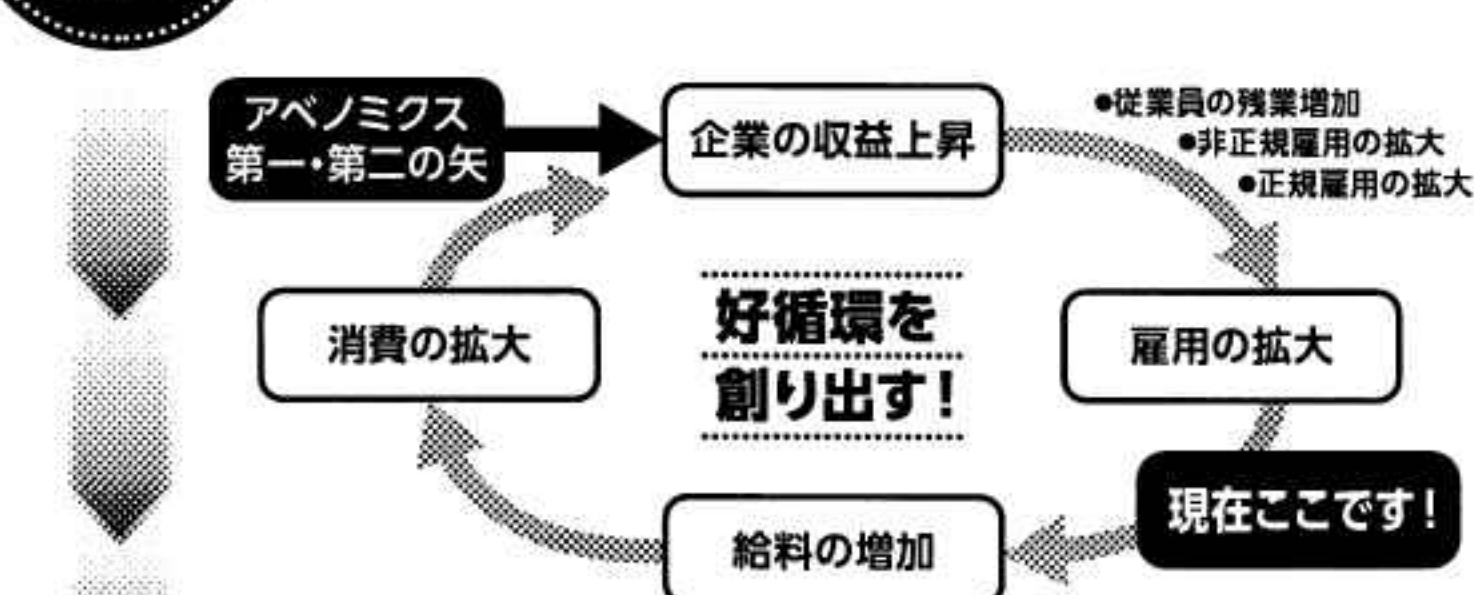 アベノミクス
第一・第二の矢
企業の収益上昇
●従業員の残業増加
●非正規雇用の拡大
●正規雇用の拡大
消費の拡大
好循環を
創り出す!
雇用の拡大
現在ここです!
給料の増加